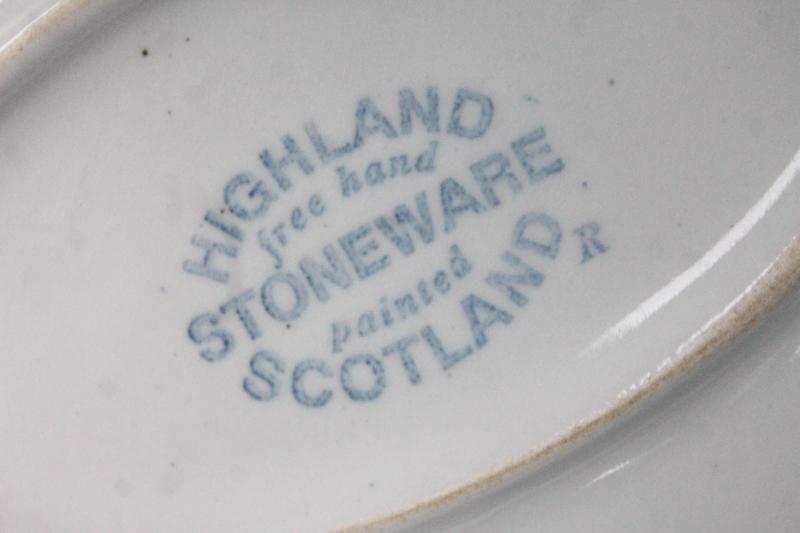 HIGHLAND
free hand
STONEWARE
painted
SCOTLAND
R